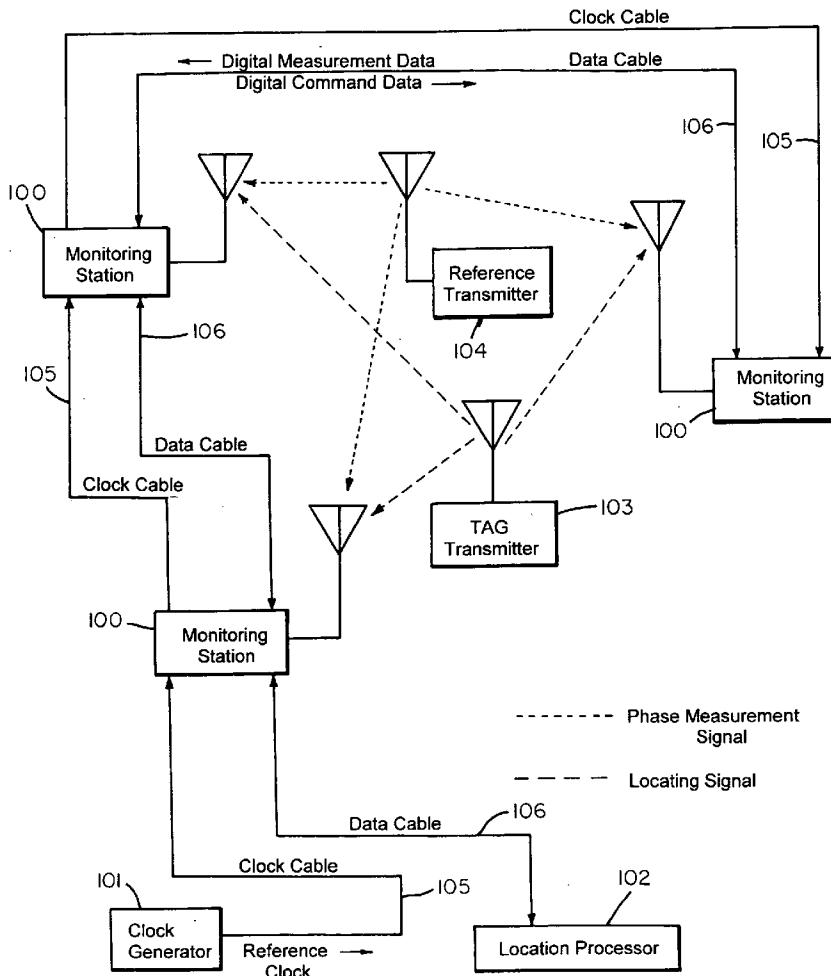 Clock Cable
Digital Measurement Data
Data Cable
Digital Command Data
106
105
100
Monitoring
Station
Reference
Transmitter
104
106
105
Monitoring
Station
100
Data Cable
Clock Cable
TAG
Transmitter
103
100
Monitoring
Station
Phase Measurement
Signal
Locating Signal
106
Data Cable
Clock Cable
105
101
Clock
Generator
Reference
Clock
102
Location Processor